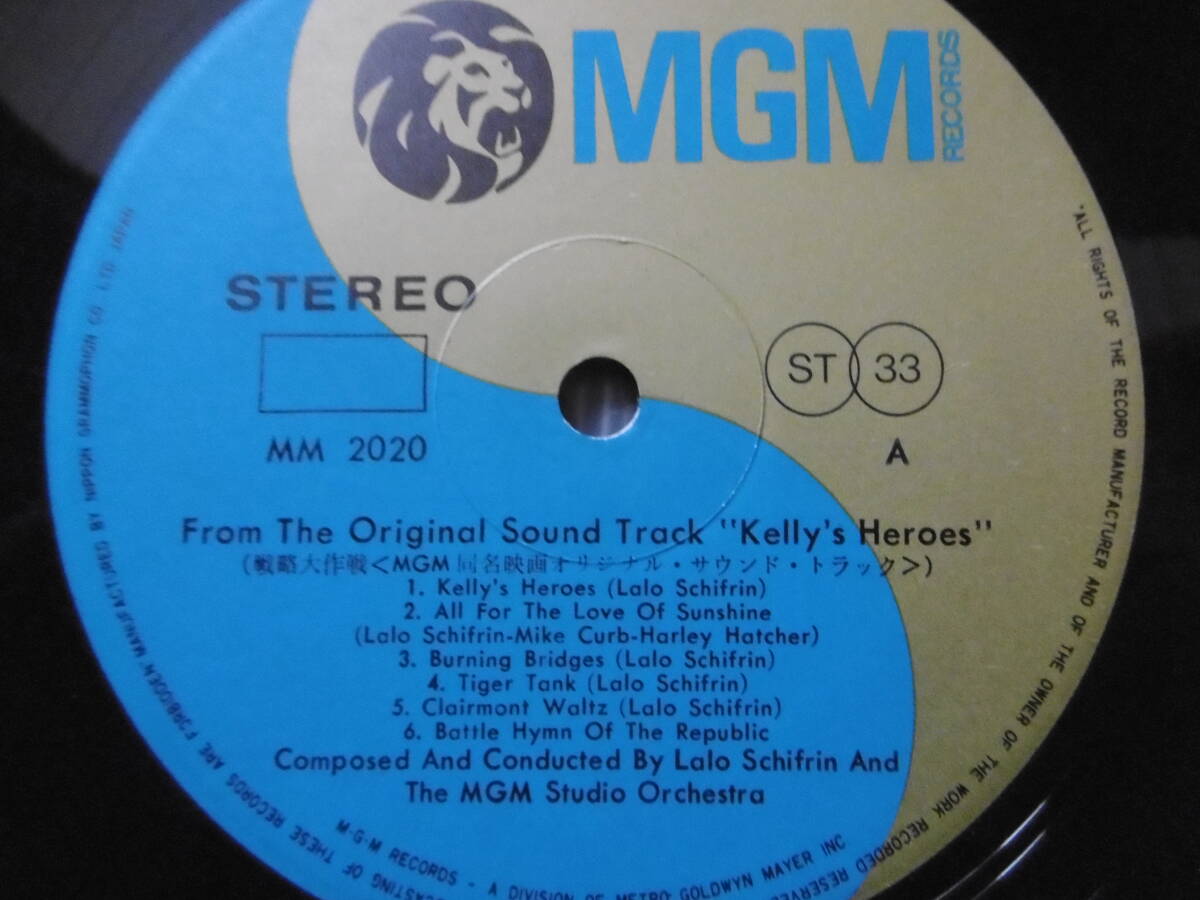 MGM
RECORDS
STEREO
ST 33
MM 2020
A
From The Original Sound Track "Kelly's Heroes"
(戦略大作戦<MGM同名映画オリジナル・サウンド・トラック>)
1. Kelly's Heroes (Lalo Schifrin)
2. All For The Love Of Sunshine
(Lalo Schifrin-Mike Curb-Harley Hatcher)
3. Burning Bridges (Lalo Schifrin)
4. Tiger Tank (Lalo Schifrin)
5. Clairmont Waltz (Lalo Schifrin)
6. Battle Hymn Of The Republic
Composed And Conducted By Lalo Schifrin And
The MGM Studio Orchestra
M-G-M RECORDS - A DIVISION OF METRO GOLDWYN MAYER INC
"ALL RIGHTS OF THE RECORD MANUFACTURER AND OF THE OWNER OF THE WORK RECORDED RESERVED
OF THESE RECORDS ARE FORBIDDEN" MANUFACTURED BY NIPPON GRAMMOPHON CO. LTD JAPAN